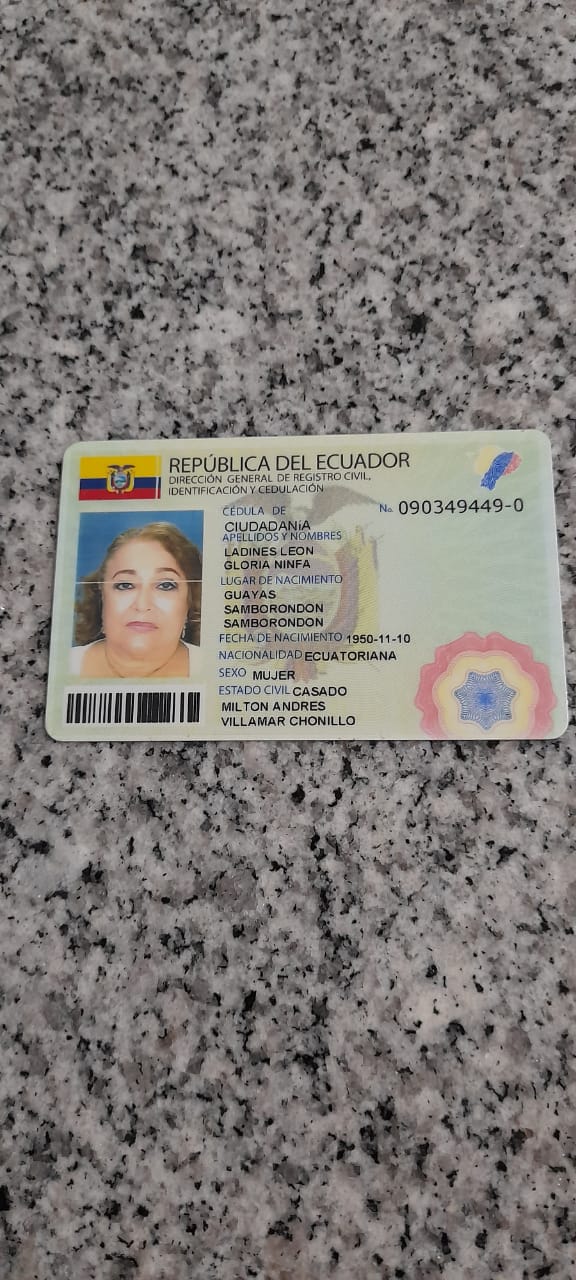 REPÚBLICA DEL ECUADOR
DIRECCIÓN GENERAL DE REGISTRO CIVIL,
IDENTIFICACIÓN Y CEDULACIÓN
CÉDULA DE No. 090349449-0
CIUDADANíA
APELLIDOS Y NOMBRES
LADINES LEON
GLORIA NINFA
LUGAR DE NACIMIENTO
GUAYAS
SAMBORONDON
SAMBORONDON
FECHA DE NACIMIENTO 1950-11-10
NACIONALIDAD ECUATORIANA
SEXO MUJER
ESTADO CIVIL CASADO
MILTON ANDRES
VILLAMAR CHONILLO